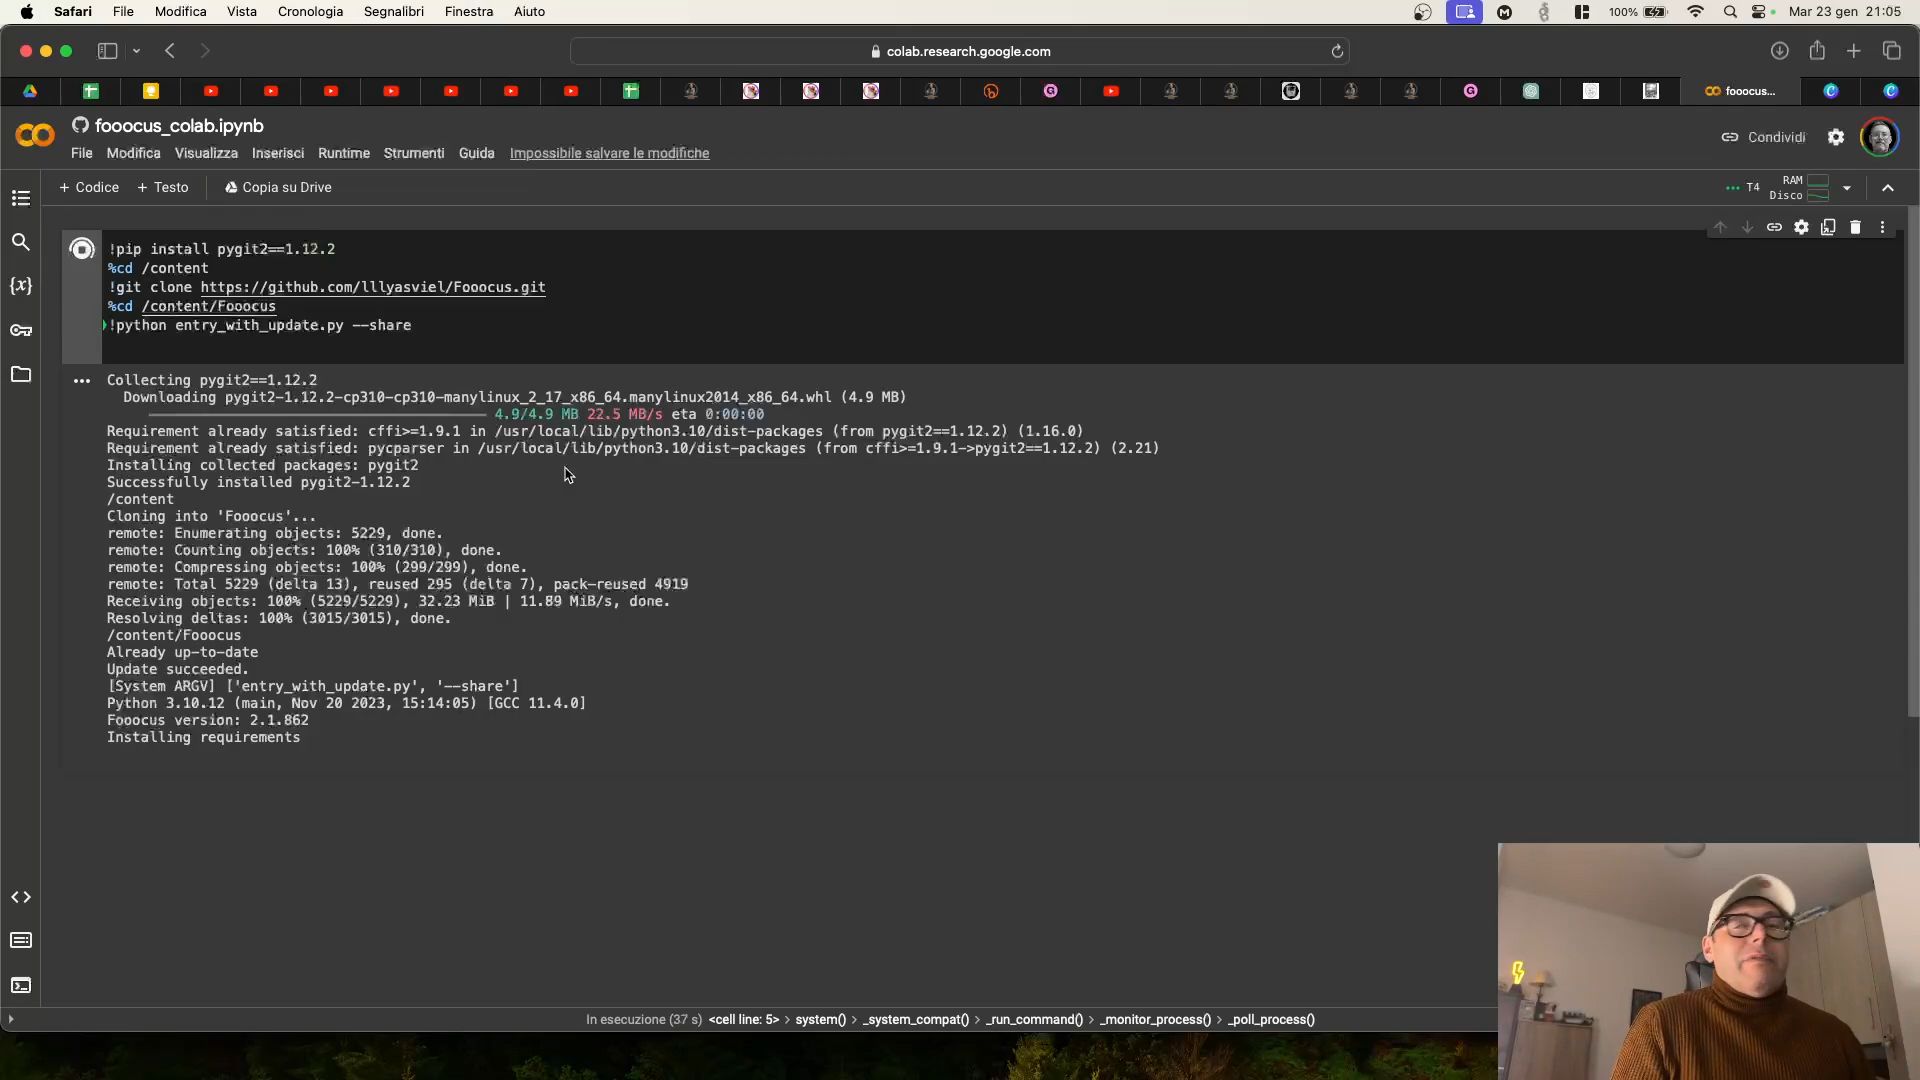 Safari File Modifica Vista Cronologia Segnalibri Finestra Aiuto 100% Mar 23 gen 21:05
colab.research.google.com
fooocus...
fooocus_colab.ipynb
File Modifica Visualizza Inserisci Runtime Strumenti Guida Impossibile salvare le modifiche
Condividi
+ Codice + Testo Copia su Drive
T4 RAM
Disco
!pip install pygit2==1.12.2
%cd /content
!git clone https://github.com/lllyasviel/Fooocus.git
%cd /content/Fooocus
!python entry_with_update.py --share
Collecting pygit2==1.12.2
Downloading pygit2-1.12.2-cp310-cp310-manylinux_2_17_x86_64.manylinux2014_x86_64.whl (4.9 MB)
4.9/4.9 MB 22.5 MB/s eta 0:00:00
Requirement already satisfied: cffi>=1.9.1 in /usr/local/lib/python3.10/dist-packages (from pygit2==1.12.2) (1.16.0)
Requirement already satisfied: pycparser in /usr/local/lib/python3.10/dist-packages (from cffi>=1.9.1->pygit2==1.12.2) (2.21)
Installing collected packages: pygit2
Successfully installed pygit2-1.12.2
/content
Cloning into 'Fooocus'...
remote: Enumerating objects: 5229, done.
remote: Counting objects: 100% (310/310), done.
remote: Compressing objects: 100% (299/299), done.
remote: Total 5229 (delta 13), reused 295 (delta 7), pack-reused 4919
Receiving objects: 100% (5229/5229), 32.23 MiB | 11.89 MiB/s, done.
Resolving deltas: 100% (3015/3015), done.
/content/Fooocus
Already up-to-date
Update succeeded.
[System ARGV] ['entry_with_update.py', '--share']
Python 3.10.12 (main, Nov 20 2023, 15:14:05) [GCC 11.4.0]
Fooocus version: 2.1.862
Installing requirements
In esecuzione (37 s) <cell line: 5> > system() > _system_compat() > _run_command() > _monitor_process() > _poll_process()